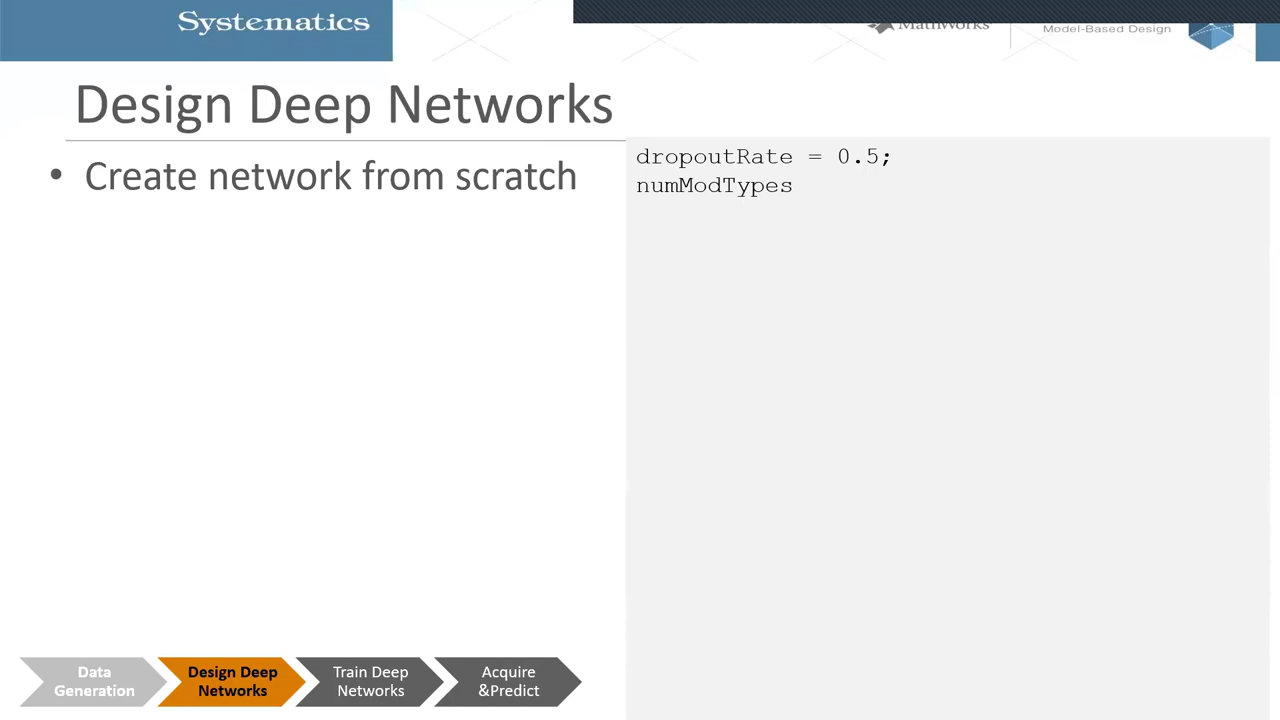 Systematics
MathWorks
Model-Based Design
Design Deep Networks
• Create network from scratch
dropoutRate = 0.5;
numModTypes
Data
Generation
Design Deep
Networks
Train Deep
Networks
Acquire
&Predict